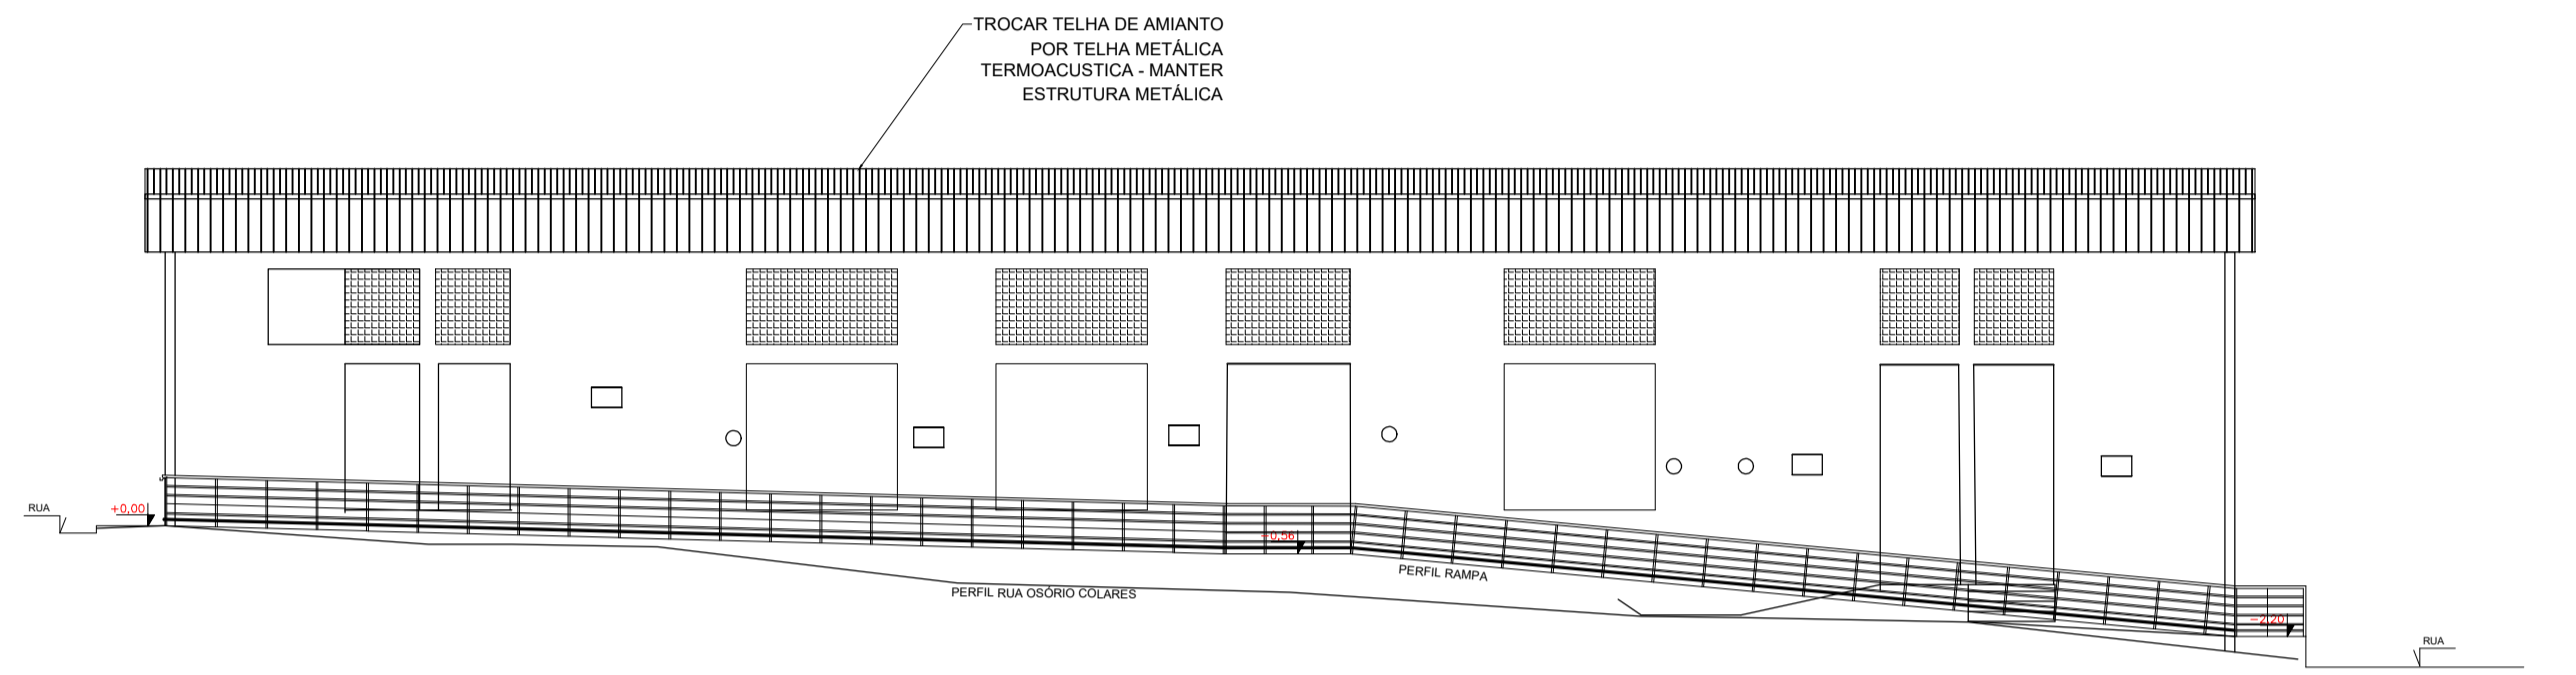 TROCAR TELHA DE AMIANTO
POR TELHA METÁLICA
TERMOACUSTICA - MANTER
ESTRUTURA METÁLICA
RUA
+0,00
-0,56
PERFIL RAMPA
PERFIL RUA OSÓRIO COLARES
-2,20
RUA